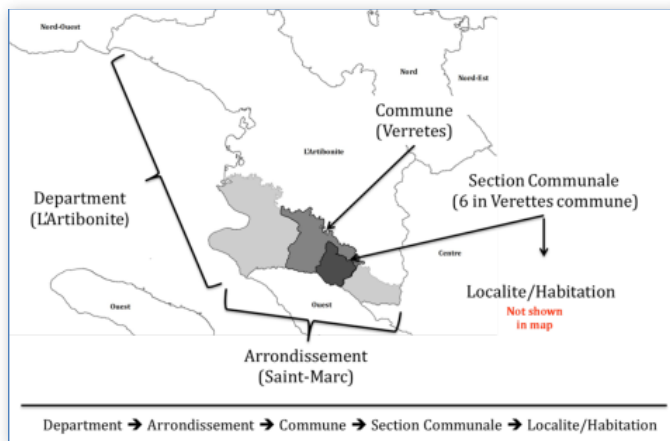 Nord-Ouest
Nord
Nord-Est
Commune
(Verretes)
L'Artibonite
Section Communale
(6 in Verettes commune)
Department
(L'Artibonite)
Centre
Localite/Habitation
Not shown
in map
Ouest
Ouest
Arrondissement
(Saint-Marc)
Department → Arrondissement → Commune → Section Communale → Localite/Habitation